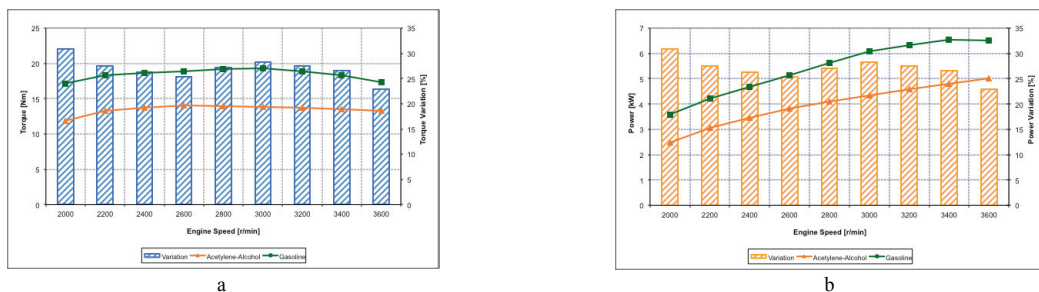 25 35
20 30
15 25
10 20
5 15
0 10
5
0
Torque [Nm]
Torque Variation [%]
2000 2200 2400 2600 2800 3000 3200 3400 3600
Engine Speed [r/min]
Variation Acetylene-Alcohol Gasoline
a
7 35
6 30
5 25
4 20
3 15
2 10
1 5
0 0
Power [kW]
Power Variation [%]
2000 2200 2400 2600 2800 3000 3200 3400 3600
Engine Speed [r/min]
Variation Acetylene-Alcohol Gasoline
b